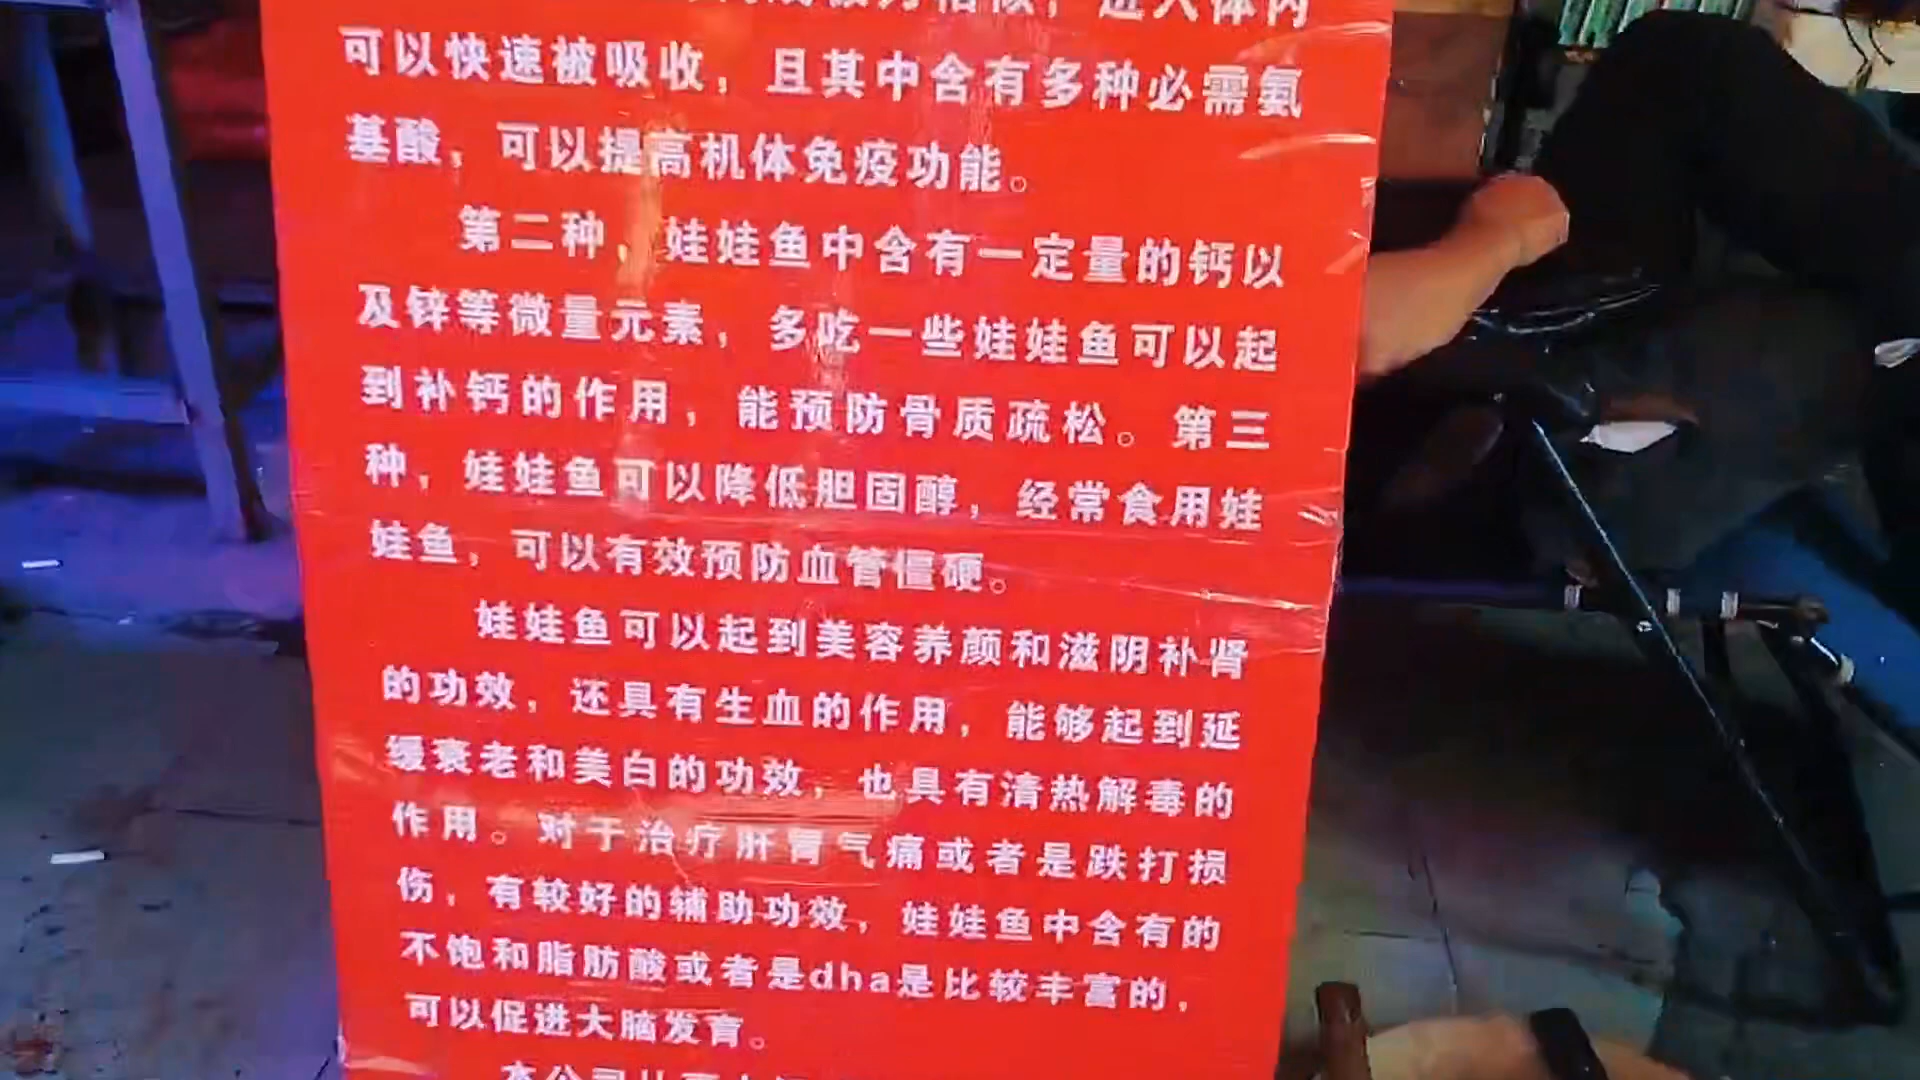 相似，进入体内
可以快速被吸收，且其中含有多种必需氨
基酸，可以提高机体免疫功能。
第二种，娃娃鱼中含有一定量的钙以
及锌等微量元素，多吃一些娃娃鱼可以起
到补钙的作用，能预防骨质疏松。第三
种，娃娃鱼可以降低胆固醇，经常食用娃
娃鱼，可以有效预防血管僵硬。
娃娃鱼可以起到美容养颜和滋阴补肾
的功效，还具有生血的作用，能够起到延
缓衰老和美白的功效，也具有清热解毒的
作用。对于治疗肝胃气痛或者是跌打损
伤，有较好的辅助功效，娃娃鱼中含有的
不饱和脂肪酸或者是dha是比较丰富的，
可以促进大脑发育。
本公司